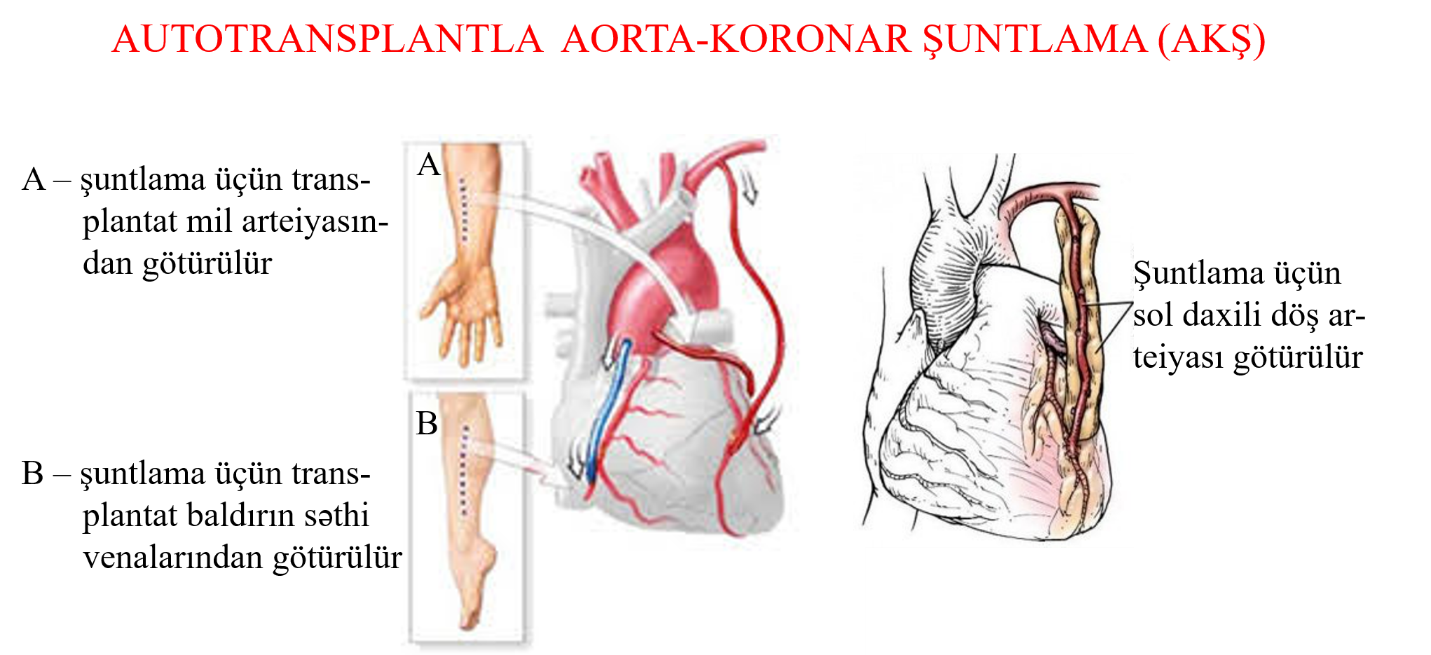 AUTOTRANSPLANTLA AORTA-KORONAR ŞUNTLAMA (AKŞ)
A – şuntlama üçün trans-
plantat mil arteiyasın-
dan götürülür
A
B
B – şuntlama üçün trans-
plantat baldırın səthi
venalarından götürülür
Şuntlama üçün
sol daxili döş ar-
teiyası götürülür